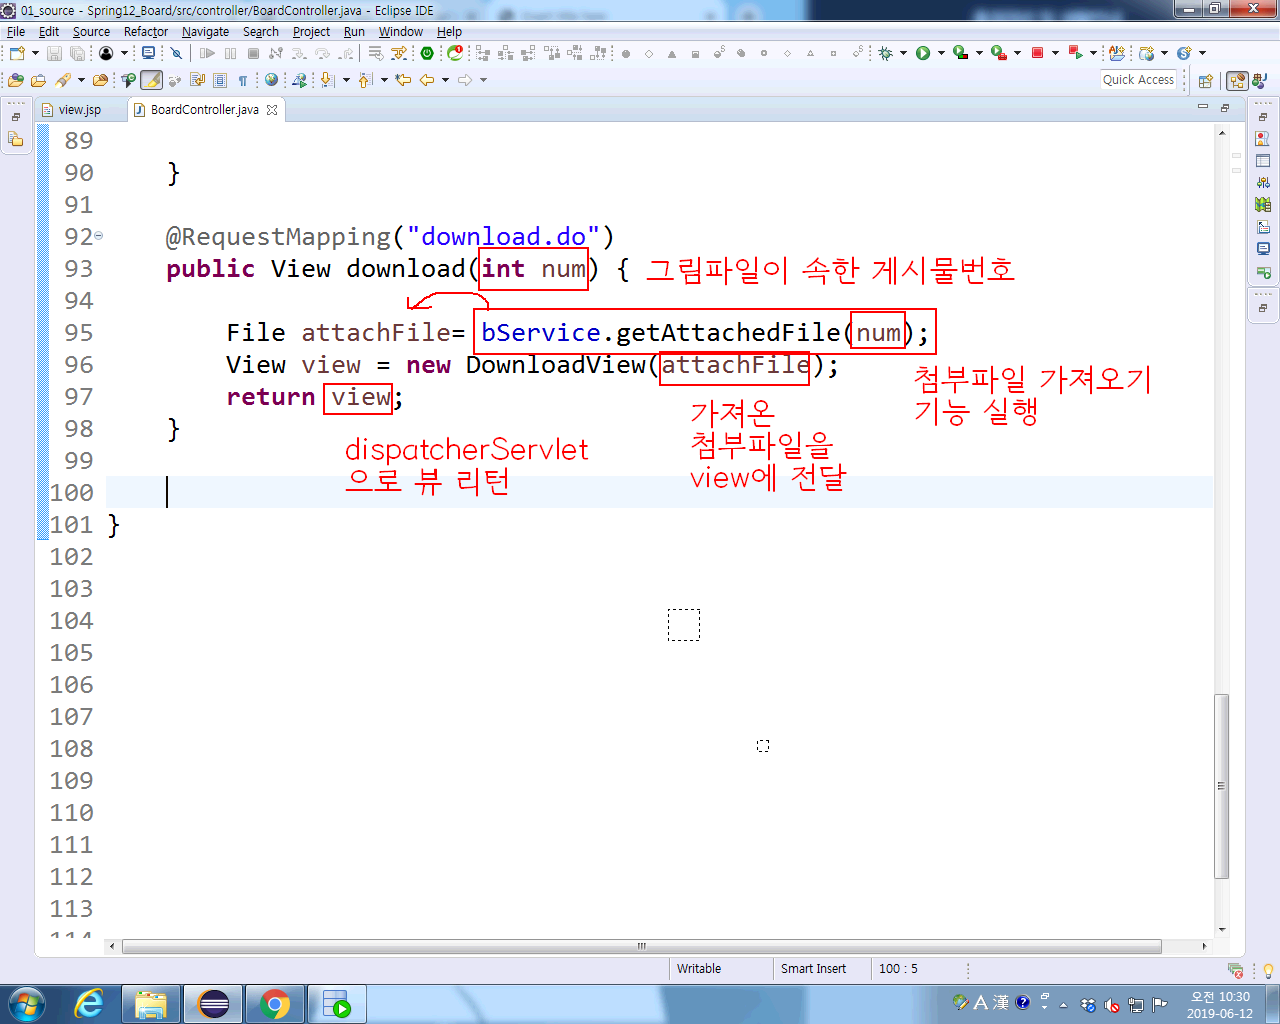 01_source - Spring12_Board/src/controller/BoardController.java - Eclipse IDE
File Edit Source Refactor Navigate Search Project Run Window Help
Quick Access
view.jsp BoardController.java
89
90 }
91
92 @RequestMapping("download.do")
93 public View download(int num) { 그림파일이 속한 게시물번호
94
95 File attachFile= bService.getAttachedFile(num);
96 View view = new DownloadView(attachFile);
97 return view;
98 }
첨부파일 가져오기
기능 실행
가져온
첨부파일을
view에 전달
dispatcherServlet
으로 뷰 리턴
99
100
101 }
102
103
104
105
106
107
108
109
110
111
112
113
114
Writable Smart Insert 100 : 5
A 漢
오전 10:30
2019-06-12